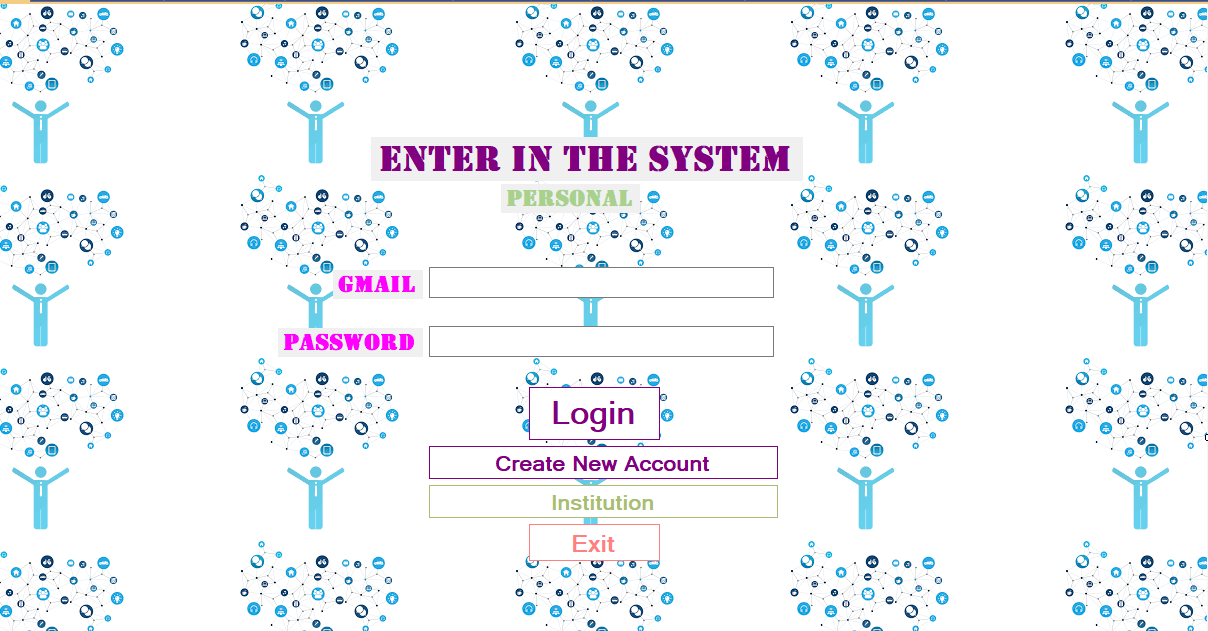 ENTER IN THE SYSTEM
PERSONAL
GMAIL
PASSWORD
Login
Create New Account
Institution
Exit